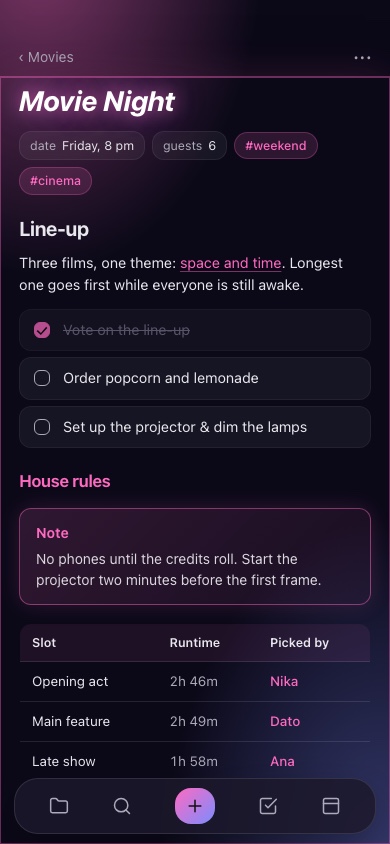 ‹ Movies
Movie Night
date Friday, 8 pm guests 6 #weekend
#cinema
Line-up
Three films, one theme: space and time. Longest
one goes first while everyone is still awake.
Vote on the line-up
Order popcorn and lemonade
Set up the projector & dim the lamps
House rules
Note
No phones until the credits roll. Start the
projector two minutes before the first frame.
Slot Runtime Picked by
Opening act 2h 46m Nika
Main feature 2h 49m Dato
Late show 1h 58m Ana